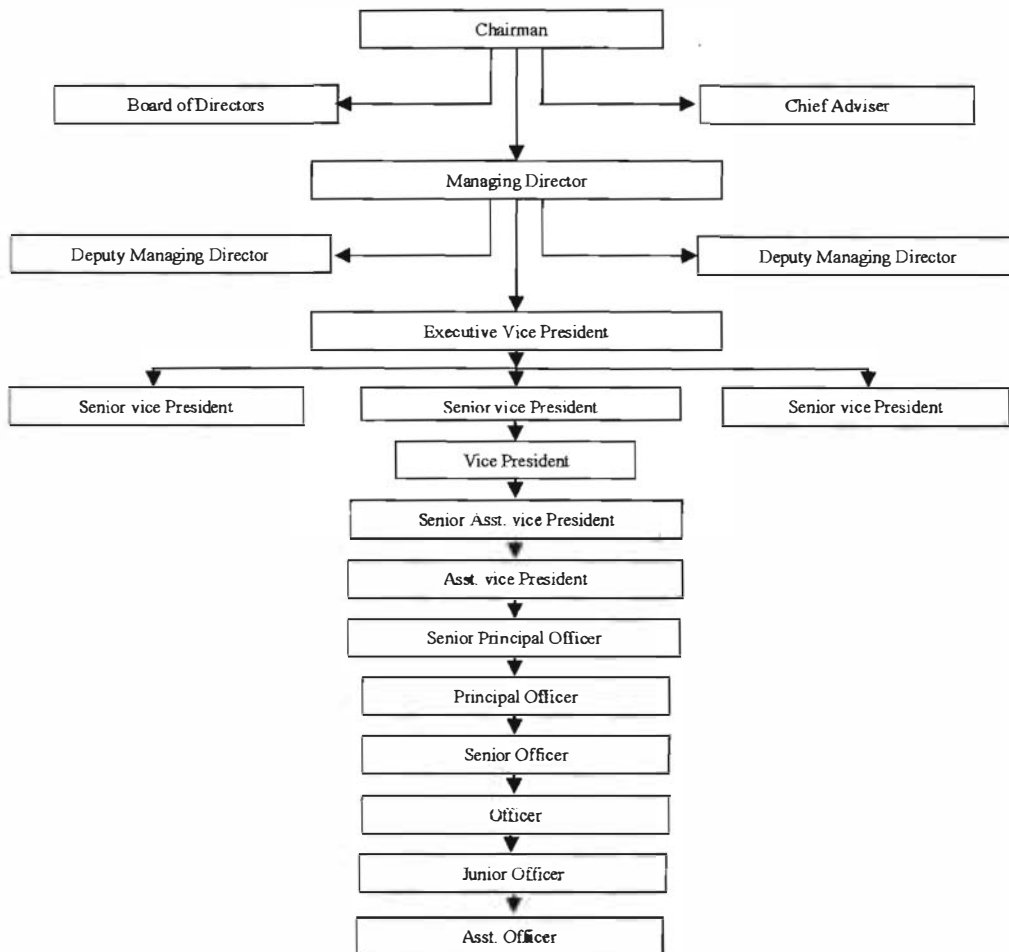 Chairman
Board of Directors
Chief Adviser
Managing Director
Deputy Managing Director
Deputy Managing Director
Executive Vice President
Senior vice President
Senior vice President
Senior vice President
Vice President
Senior Asst. vice President
Asst. vice President
Senior Principal Officer
Principal Officer
Senior Officer
Officer
Junior Officer
Asst. Officer